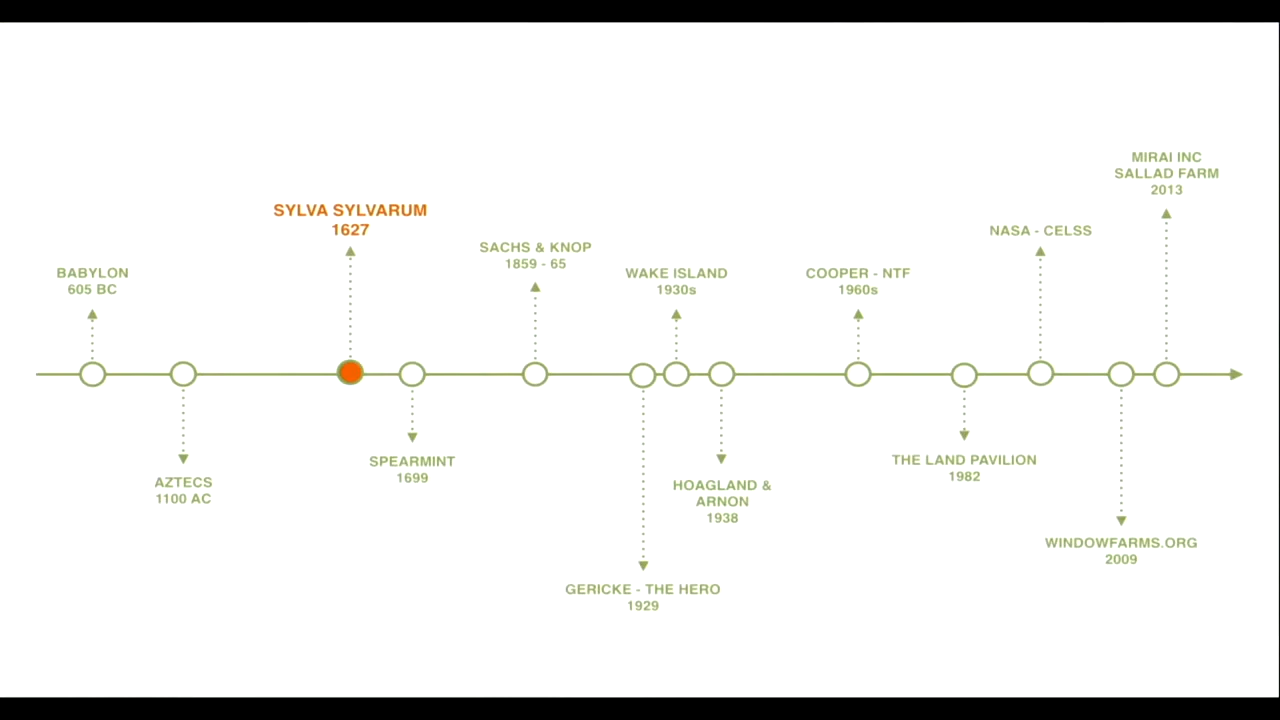 BABYLON
605 BC
AZTECS
1100 AC
SYLVA SYLVARUM
1627
SPEARMINT
1699
SACHS & KNOP
1859 - 65
GERICKE - THE HERO
1929
WAKE ISLAND
1930s
HOAGLAND &
ARNON
1938
COOPER - NTF
1960s
THE LAND PAVILION
1982
NASA - CELSS
WINDOWFARMS.ORG
2009
MIRAI INC
SALLAD FARM
2013